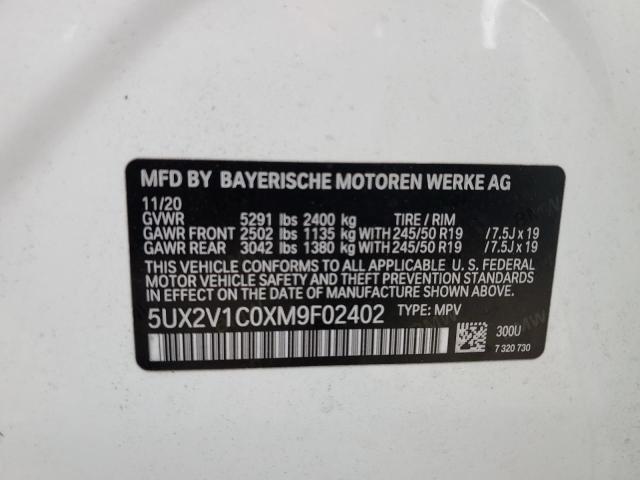 MFD BY BAYERISCHE MOTOREN WERKE AG
11/20
GVWR 5291 lbs 2400 kg TIRE / RIM
GAWR FRONT 2502 lbs 1135 kg WITH 245/50 R19 / 7.5J x 19
GAWR REAR 3042 lbs 1380 kg WITH 245/50 R19 / 7.5J x 19
THIS VEHICLE CONFORMS TO ALL APPLICABLE U. S. FEDERAL
MOTOR VEHICLE SAFETY AND THEFT PREVENTION STANDARDS
IN EFFECT ON THE DATE OF MANUFACTURE SHOWN ABOVE.
5UX2V1C0XM9F02402 TYPE: MPV
300U
7 320 730